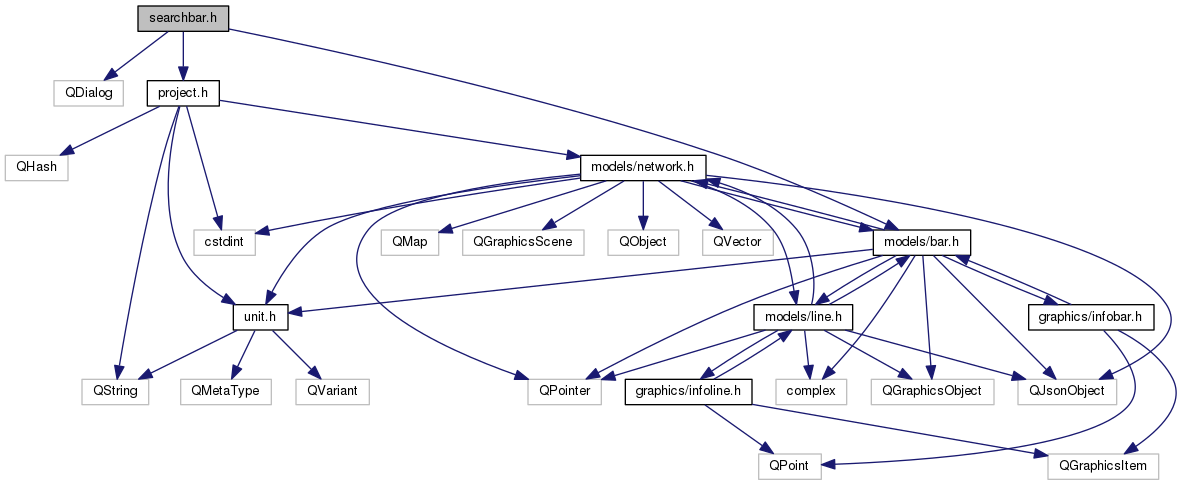 searchbar.h
QDialog
project.h
QHash
models/network.h
cstdint
QMap
QGraphicsScene
QObject
QVector
models/bar.h
unit.h
models/line.h
graphics/infobar.h
QString
QMetaType
QVariant
QPointer
graphics/infoline.h
complex
QGraphicsObject
QJsonObject
QPoint
QGraphicsItem